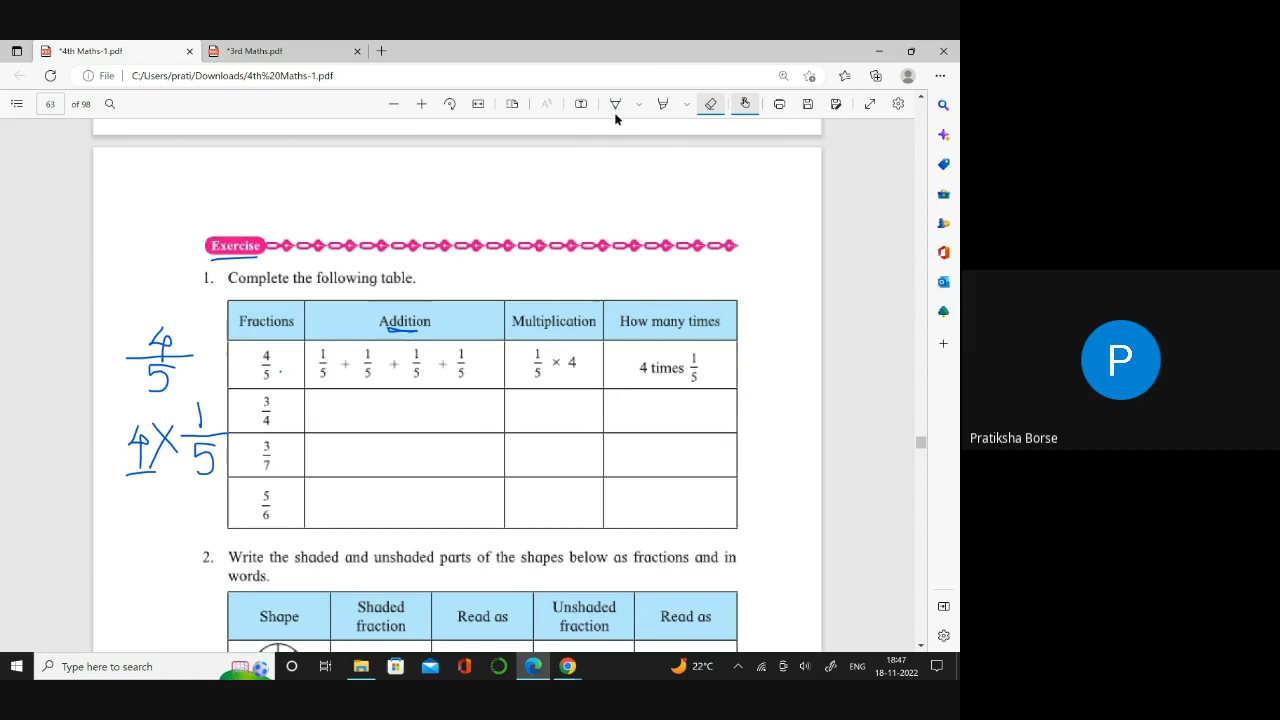 *4th Maths-1.pdf
*3rd Maths.pdf
File
C:/Users/prati/Downloads/4th%20Maths-1.pdf
63 of 98
Exercise
1. Complete the following table.
Fractions Addition Multiplication How many times
4/5 1/5 + 1/5 + 1/5 + 1/5 1/5 × 4 4 times 1/5
3/4
3/7
5/6
4/5
4 × 1/5
2. Write the shaded and unshaded parts of the shapes below as fractions and in
words.
Shape Shaded fraction Read as Unshaded fraction Read as
P
Pratiksha Borse
Type here to search
22°C
ENG
18:47
18-11-2022